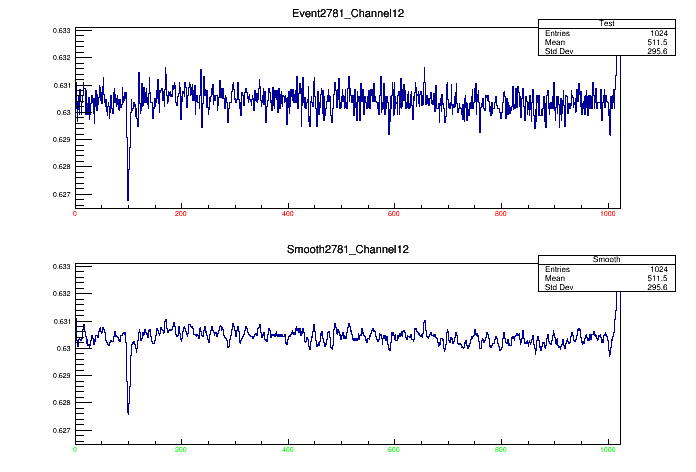 Event2781_Channel12
Test
Entries 1024
Mean 511.5
Std Dev 295.6
0.633
0.632
0.631
0.63
0.629
0.628
0.627
0 200 400 600 800 1000
Smooth2781_Channel12
Smooth
Entries 1024
Mean 511.5
Std Dev 295.6
0.633
0.632
0.631
0.63
0.629
0.628
0.627
0 200 400 600 800 1000